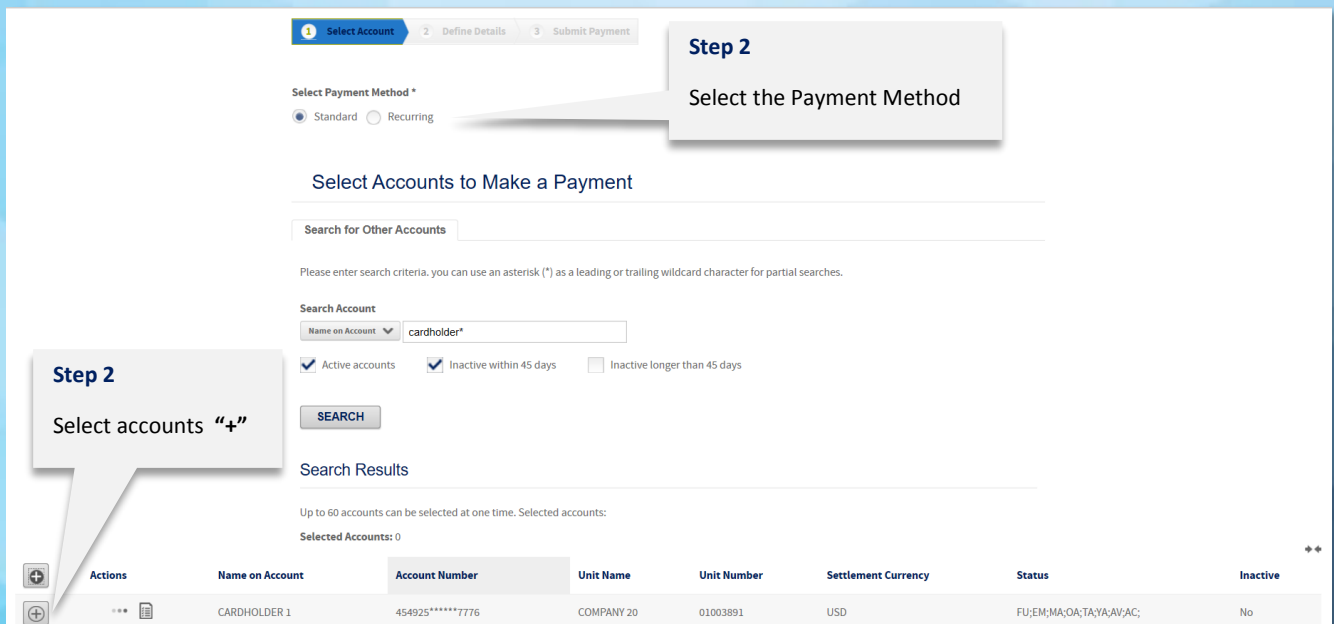 1 Select Account 2 Define Details 3 Submit Payment
Step 2
Select the Payment Method
Select Payment Method *
Standard Recurring
Select Accounts to Make a Payment
Search for Other Accounts
Please enter search criteria. you can use an asterisk (*) as a leading or trailing wildcard character for partial searches.
Search Account
Name on Account cardholder*
Active accounts Inactive within 45 days Inactive longer than 45 days
Step 2
Select accounts “+”
SEARCH
Search Results
Up to 60 accounts can be selected at one time. Selected accounts:
Selected Accounts: 0
Actions Name on Account Account Number Unit Name Unit Number Settlement Currency Status Inactive
CARDHOLDER 1 454925******7776 COMPANY 20 01003891 USD FU;EM;MA;OA;TA;YA;AV;AC; No